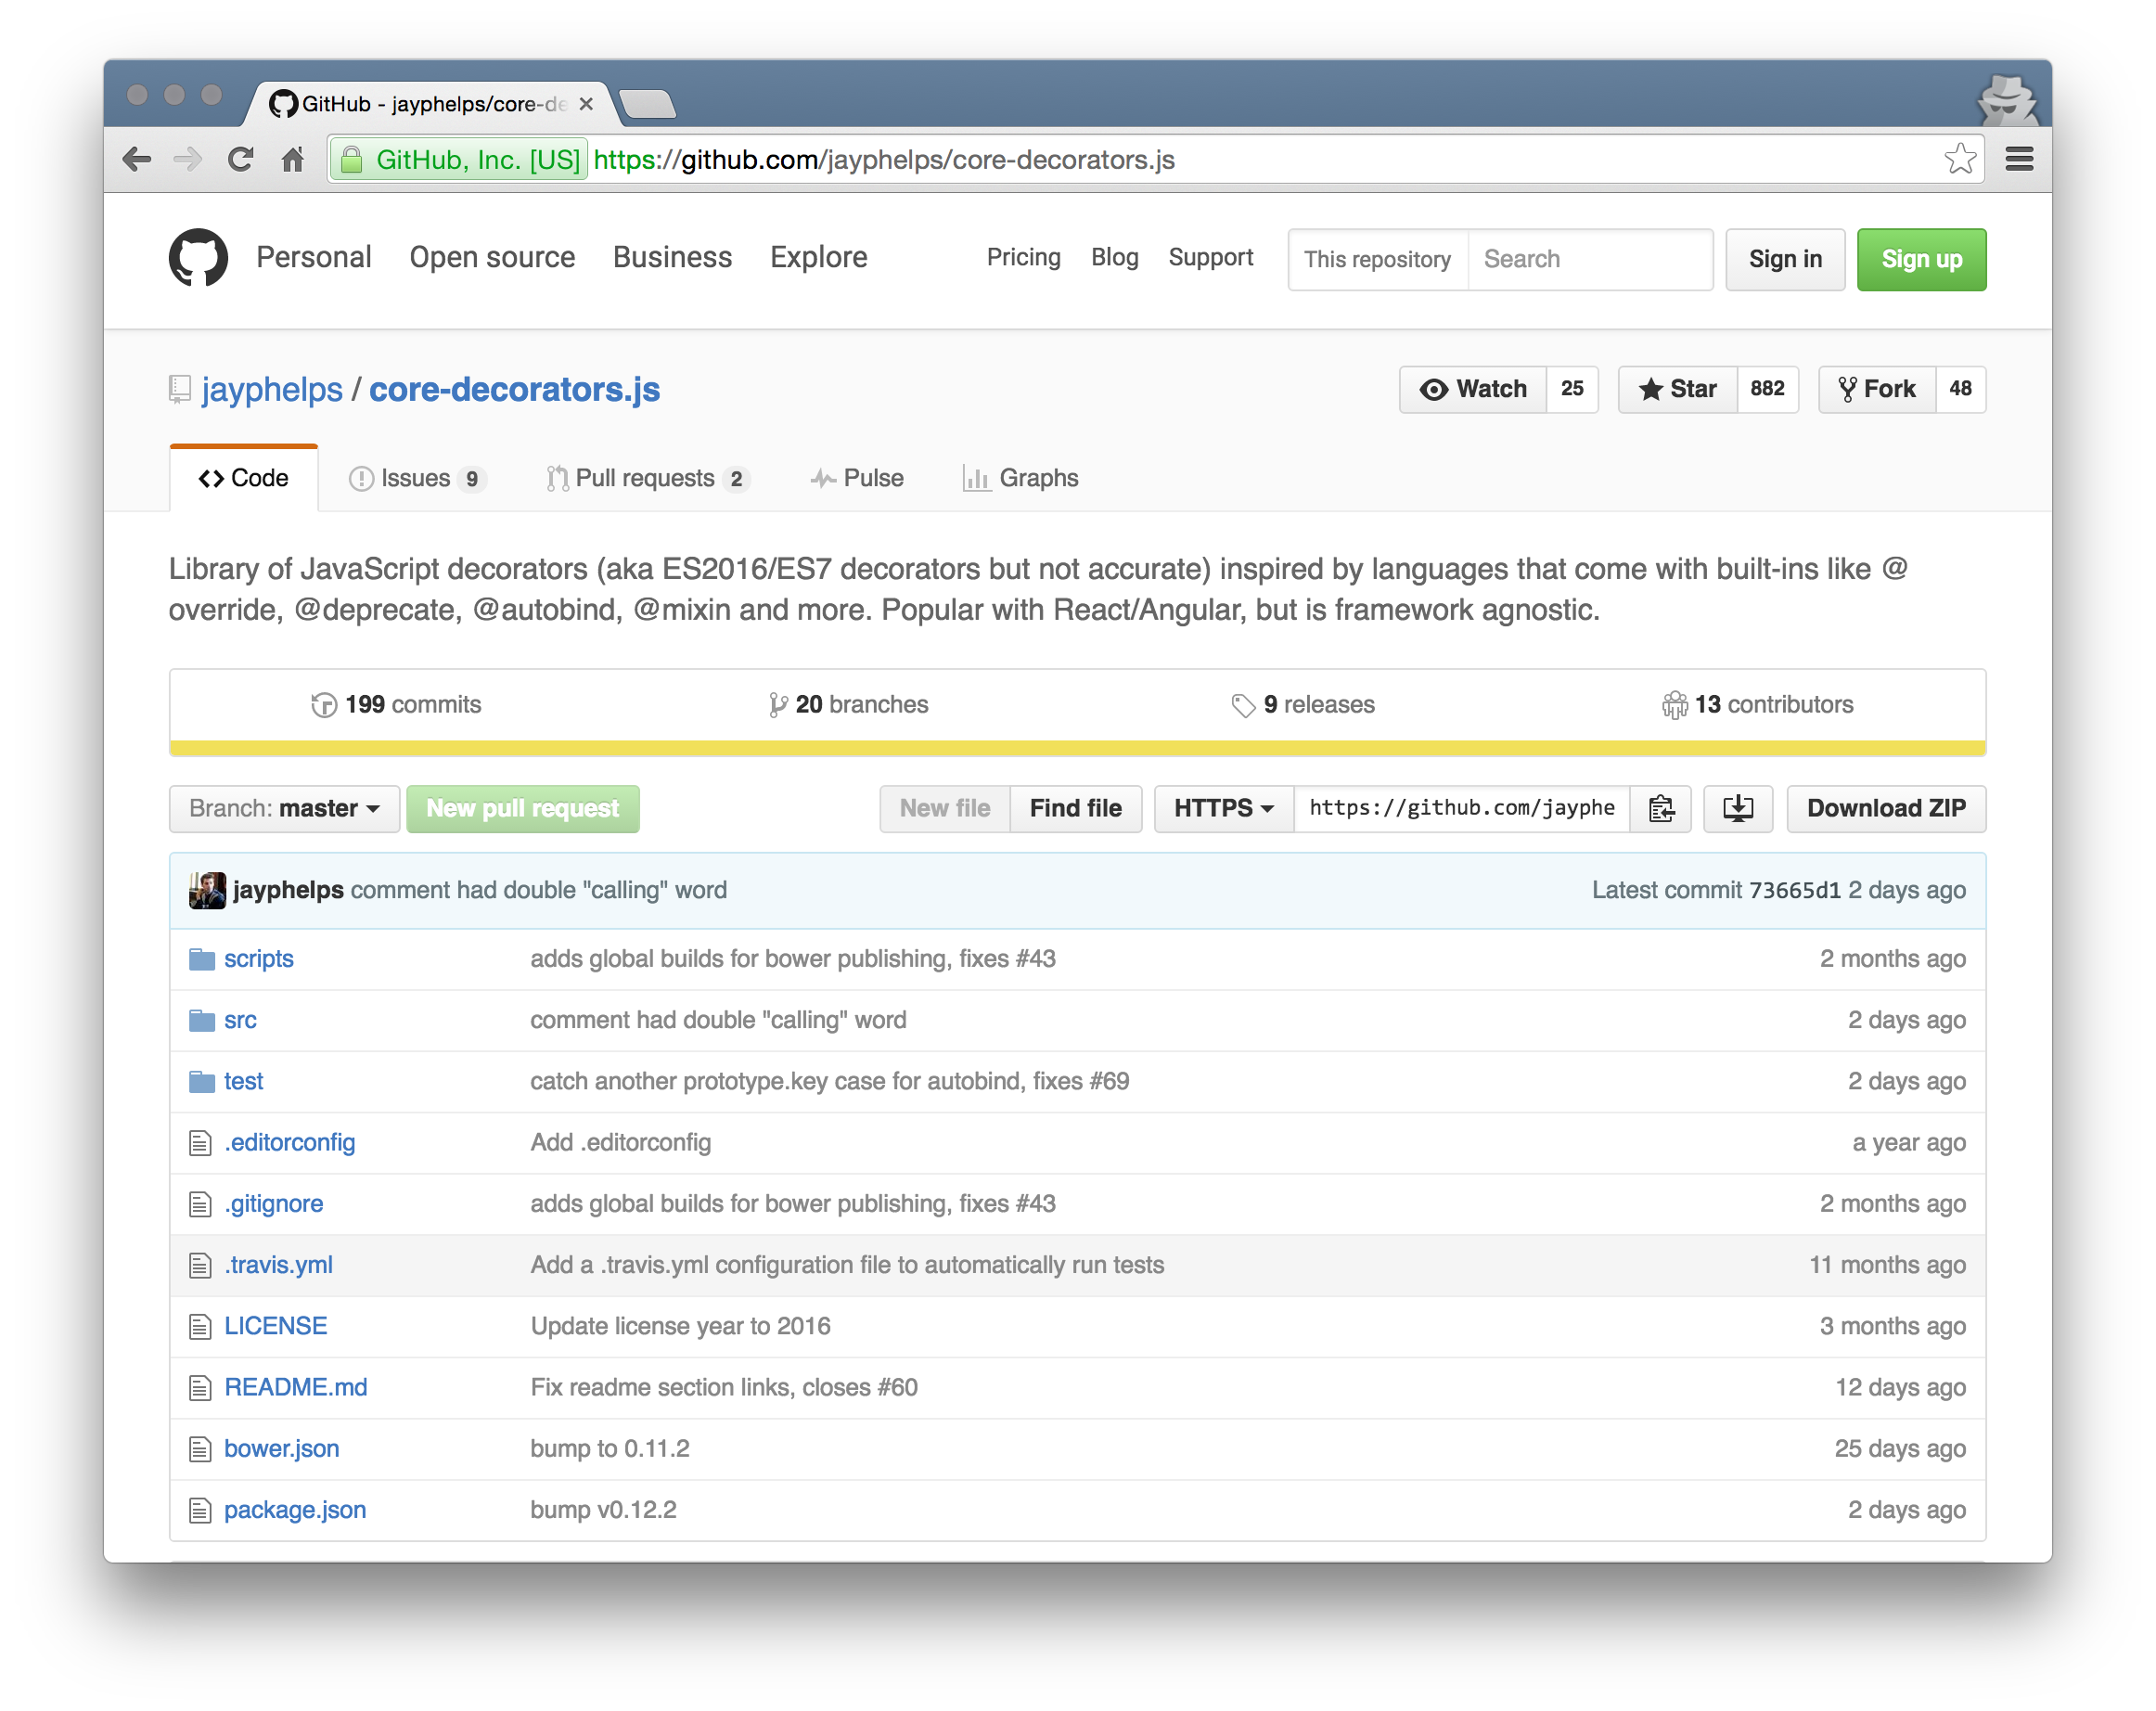 GitHub - jayphelps/core-de
GitHub, Inc. [US] https://github.com/jayphelps/core-decorators.js
Personal Open source Business Explore Pricing Blog Support This repository Search Sign in Sign up
jayphelps / core-decorators.js Watch 25 Star 882 Fork 48
Code Issues 9 Pull requests 2 Pulse Graphs
Library of JavaScript decorators (aka ES2016/ES7 decorators but not accurate) inspired by languages that come with built-ins like @
override, @deprecate, @autobind, @mixin and more. Popular with React/Angular, but is framework agnostic.
199 commits 20 branches 9 releases 13 contributors
Branch: master New pull request New file Find file HTTPS https://github.com/jayphe Download ZIP
jayphelps comment had double "calling" word Latest commit 73665d1 2 days ago
scripts adds global builds for bower publishing, fixes #43 2 months ago
src comment had double "calling" word 2 days ago
test catch another prototype.key case for autobind, fixes #69 2 days ago
.editorconfig Add .editorconfig a year ago
.gitignore adds global builds for bower publishing, fixes #43 2 months ago
.travis.yml Add a .travis.yml configuration file to automatically run tests 11 months ago
LICENSE Update license year to 2016 3 months ago
README.md Fix readme section links, closes #60 12 days ago
bower.json bump to 0.11.2 25 days ago
package.json bump v0.12.2 2 days ago